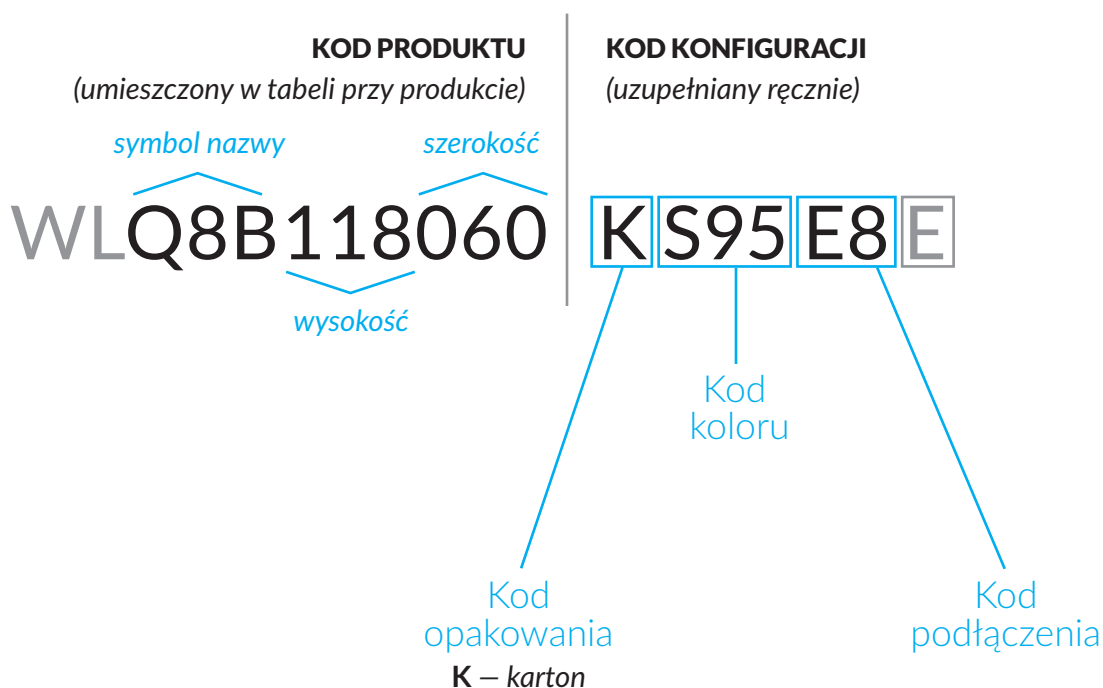 KOD PRODUKTU
(umieszczony w tabeli przy produkcie)
KOD KONFIGURACJI
(uzupełniany ręcznie)
symbol nazwy
szerokość
WLQ8B118060 K S95 E8 E
wysokość
Kod
koloru
Kod
opakowania
K – karton
Kod
podłączenia